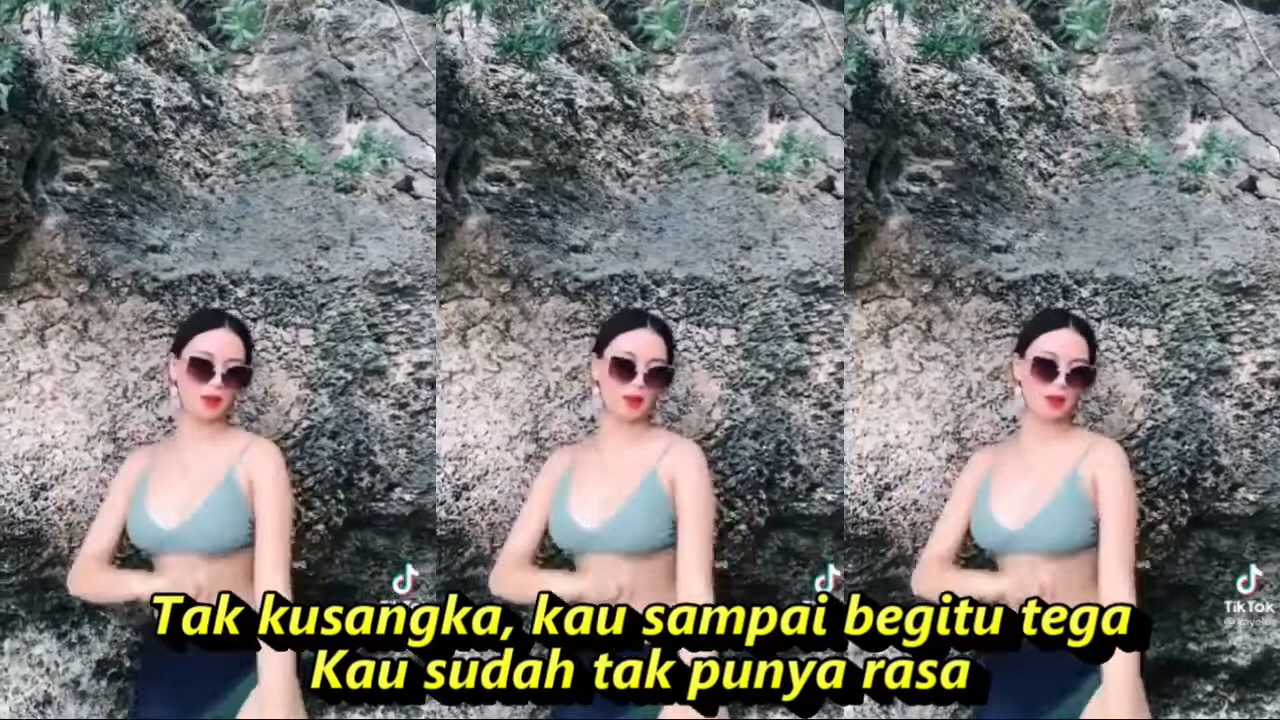 Tak kusangka, kau sampai begitu tega
Kau sudah tak punya rasa
TikTok